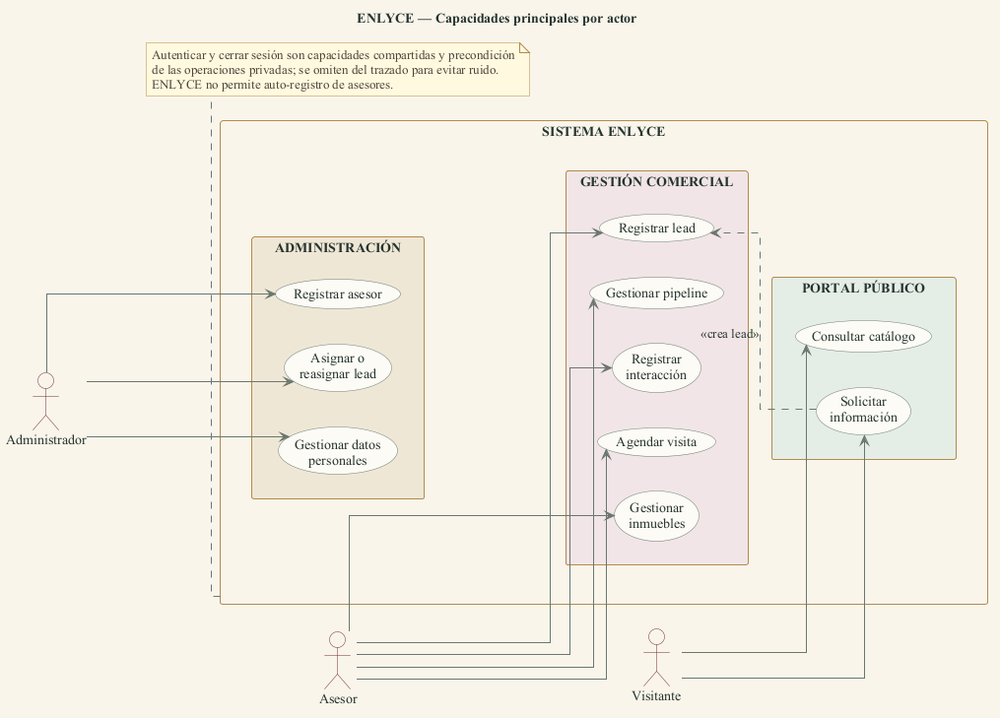 ENLYCE — Capacidades principales por actor
Autenticar y cerrar sesión son capacidades compartidas y precondición
de las operaciones privadas; se omiten del trazado para evitar ruido.
ENLYCE no permite auto-registro de asesores.
SISTEMA ENLYCE
GESTIÓN COMERCIAL
Registrar lead
Gestionar pipeline
«crea lead»
Registrar
interacción
Agendar visita
Gestionar
inmuebles
ADMINISTRACIÓN
Registrar asesor
Asignar o
reasignar lead
Gestionar datos
personales
PORTAL PÚBLICO
Consultar catálogo
Solicitar
información
Administrador
Asesor
Visitante